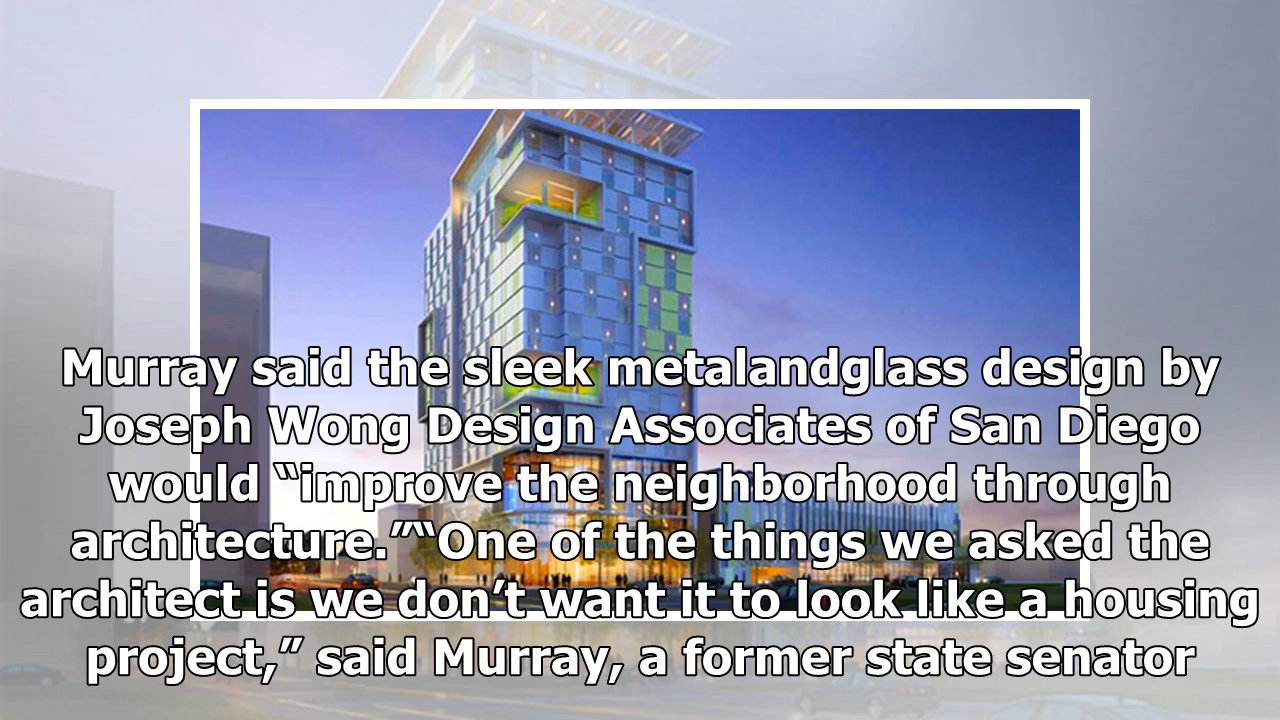 Murray said the sleek metalandglass design by
Joseph Wong Design Associates of San Diego
would “improve the neighborhood through
architecture.”“One of the things we asked the
architect is we don’t want it to look like a housing
project,” said Murray, a former state senator